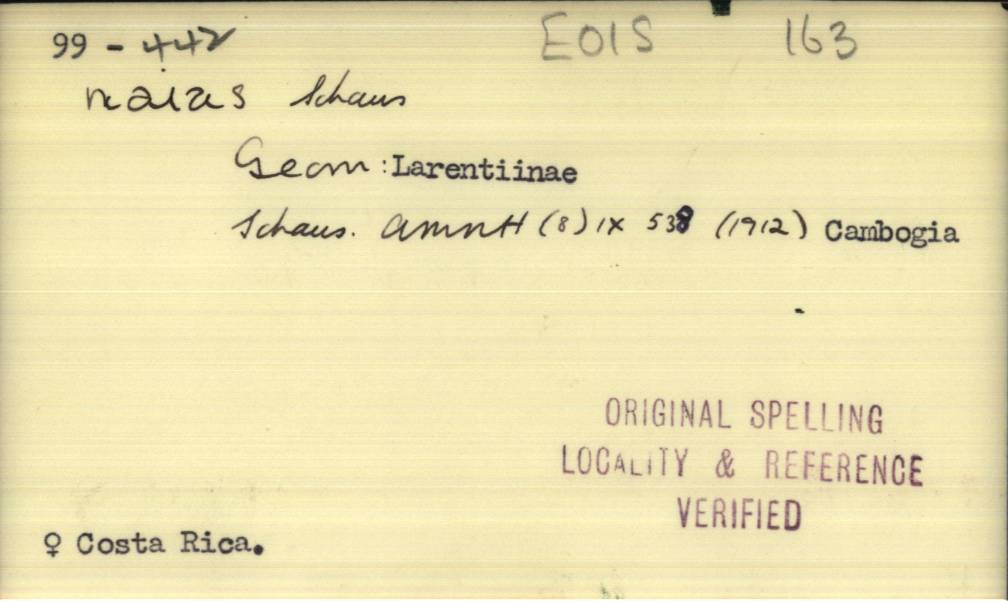 99 - 442 EOIS 163
naias Schaus
Geom: Larentiinae
Schaus. AMNH (8) IX 538 (1912) Cambogia
ORIGINAL SPELLING
LOCALITY & REFERENCE
VERIFIED
♀ Costa Rica.